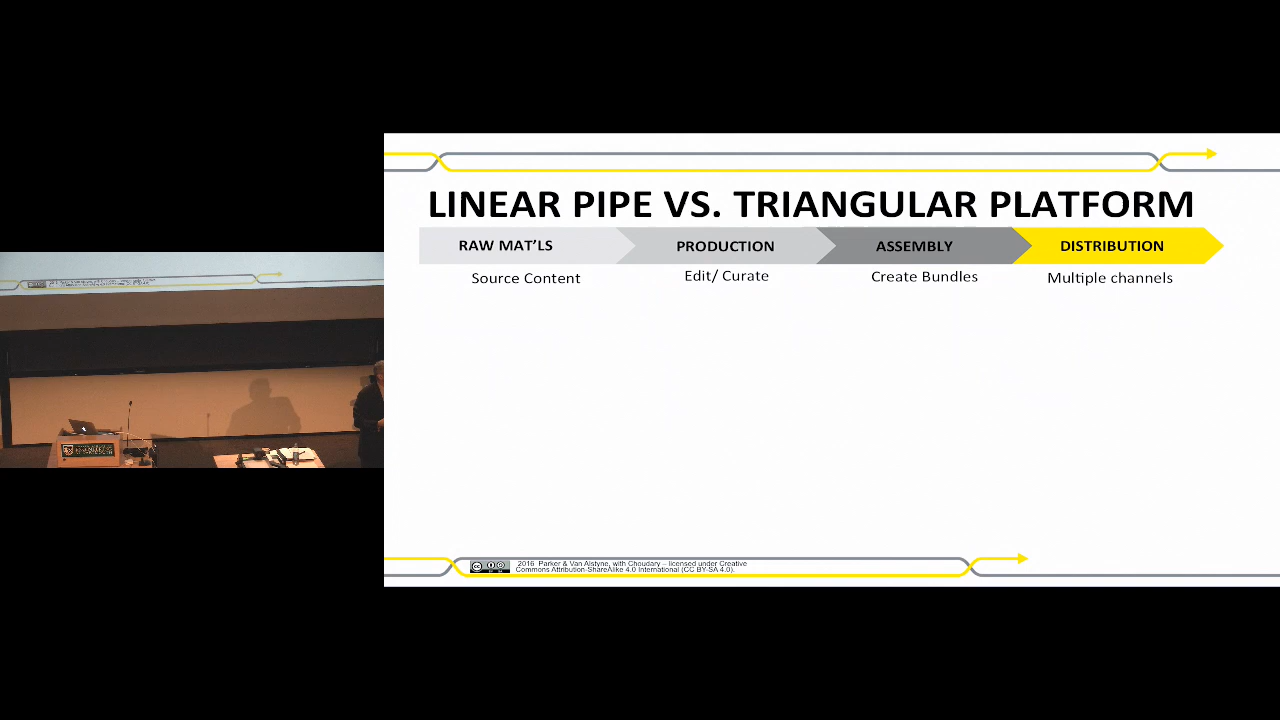 LINEAR PIPE VS. TRIANGULAR PLATFORM
RAW MAT'LS
PRODUCTION
ASSEMBLY
DISTRIBUTION
Source Content
Edit/ Curate
Create Bundles
Multiple channels
2016 Parker & Van Alstyne, with Choudary – licensed under Creative
Commons Attribution-ShareAlike 4.0 International (CC BY-SA 4.0).